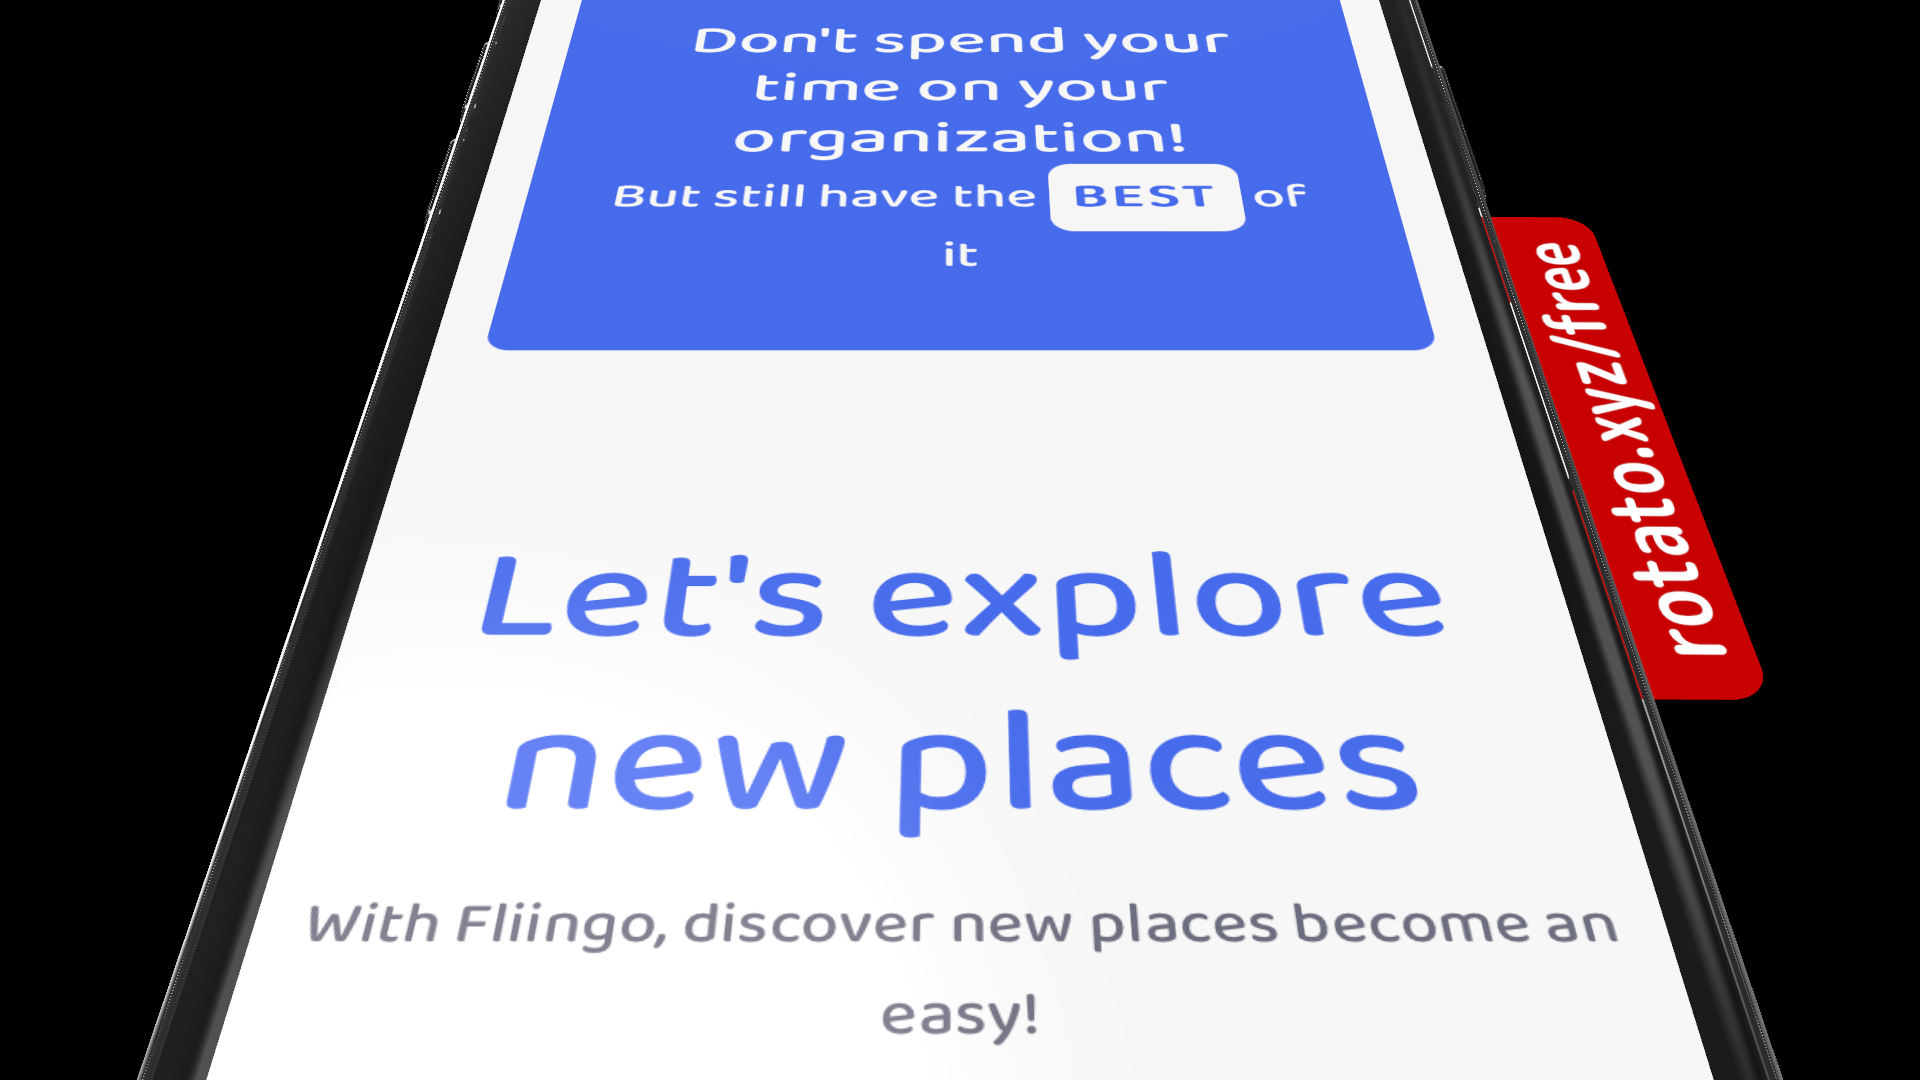 Don't spend your
time on your
organization!
But still have the BEST of
it
rotato.xyz/free
Let's explore
new places
With Fliingo, discover new places become an
easy!